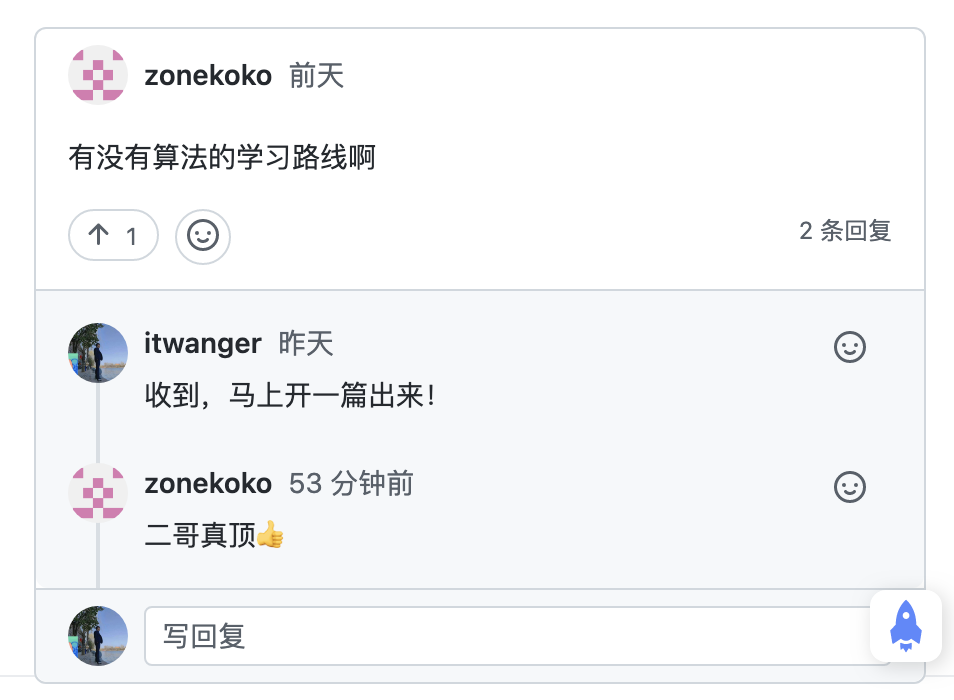 zonekoko 前天
有没有算法的学习路线啊
1
2 条回复
itwanger 昨天
收到，马上开一篇出来！
zonekoko 53 分钟前
二哥真顶👍
写回复